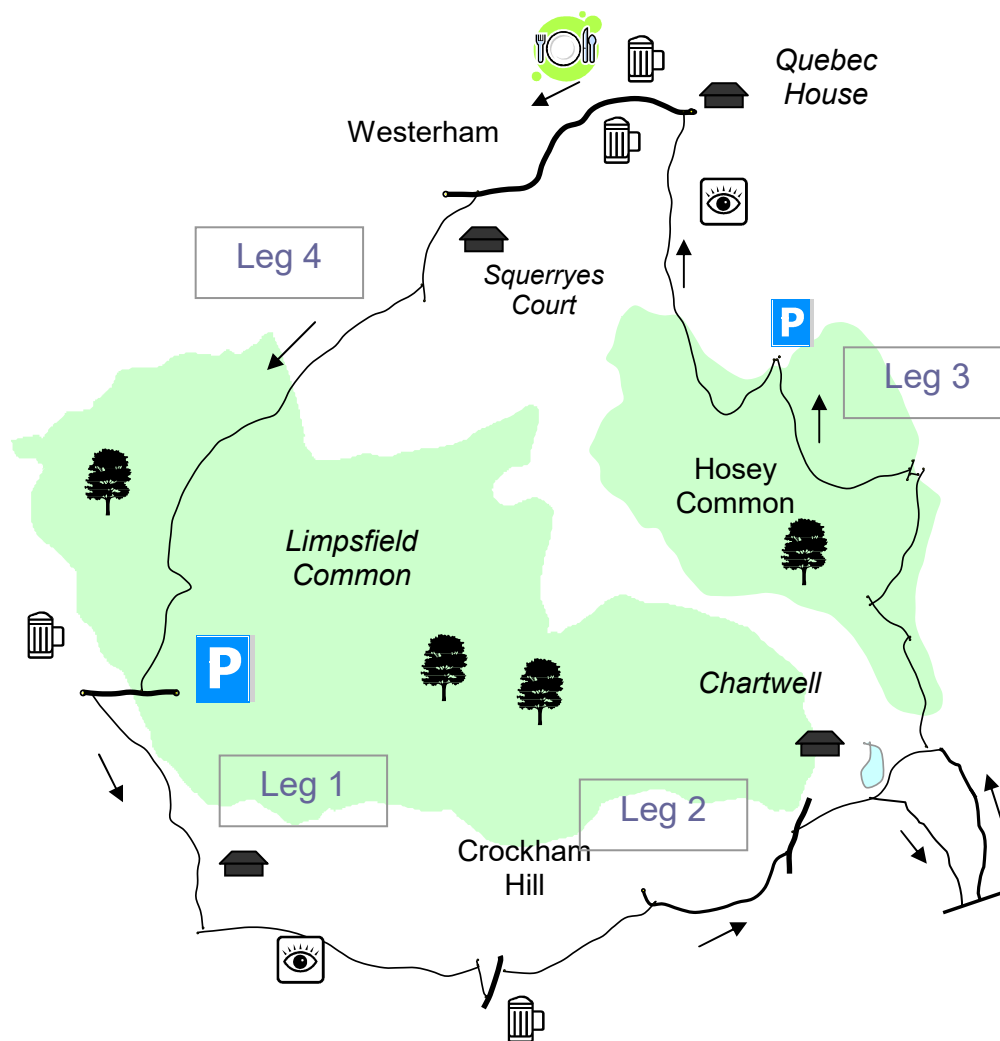 Quebec
House
Westerham
Leg 4
Squerryes
Court
P
Leg 3
Hosey
Common
Limpsfield
Common
P
Chartwell
Leg 1
Leg 2
Crockham
Hill